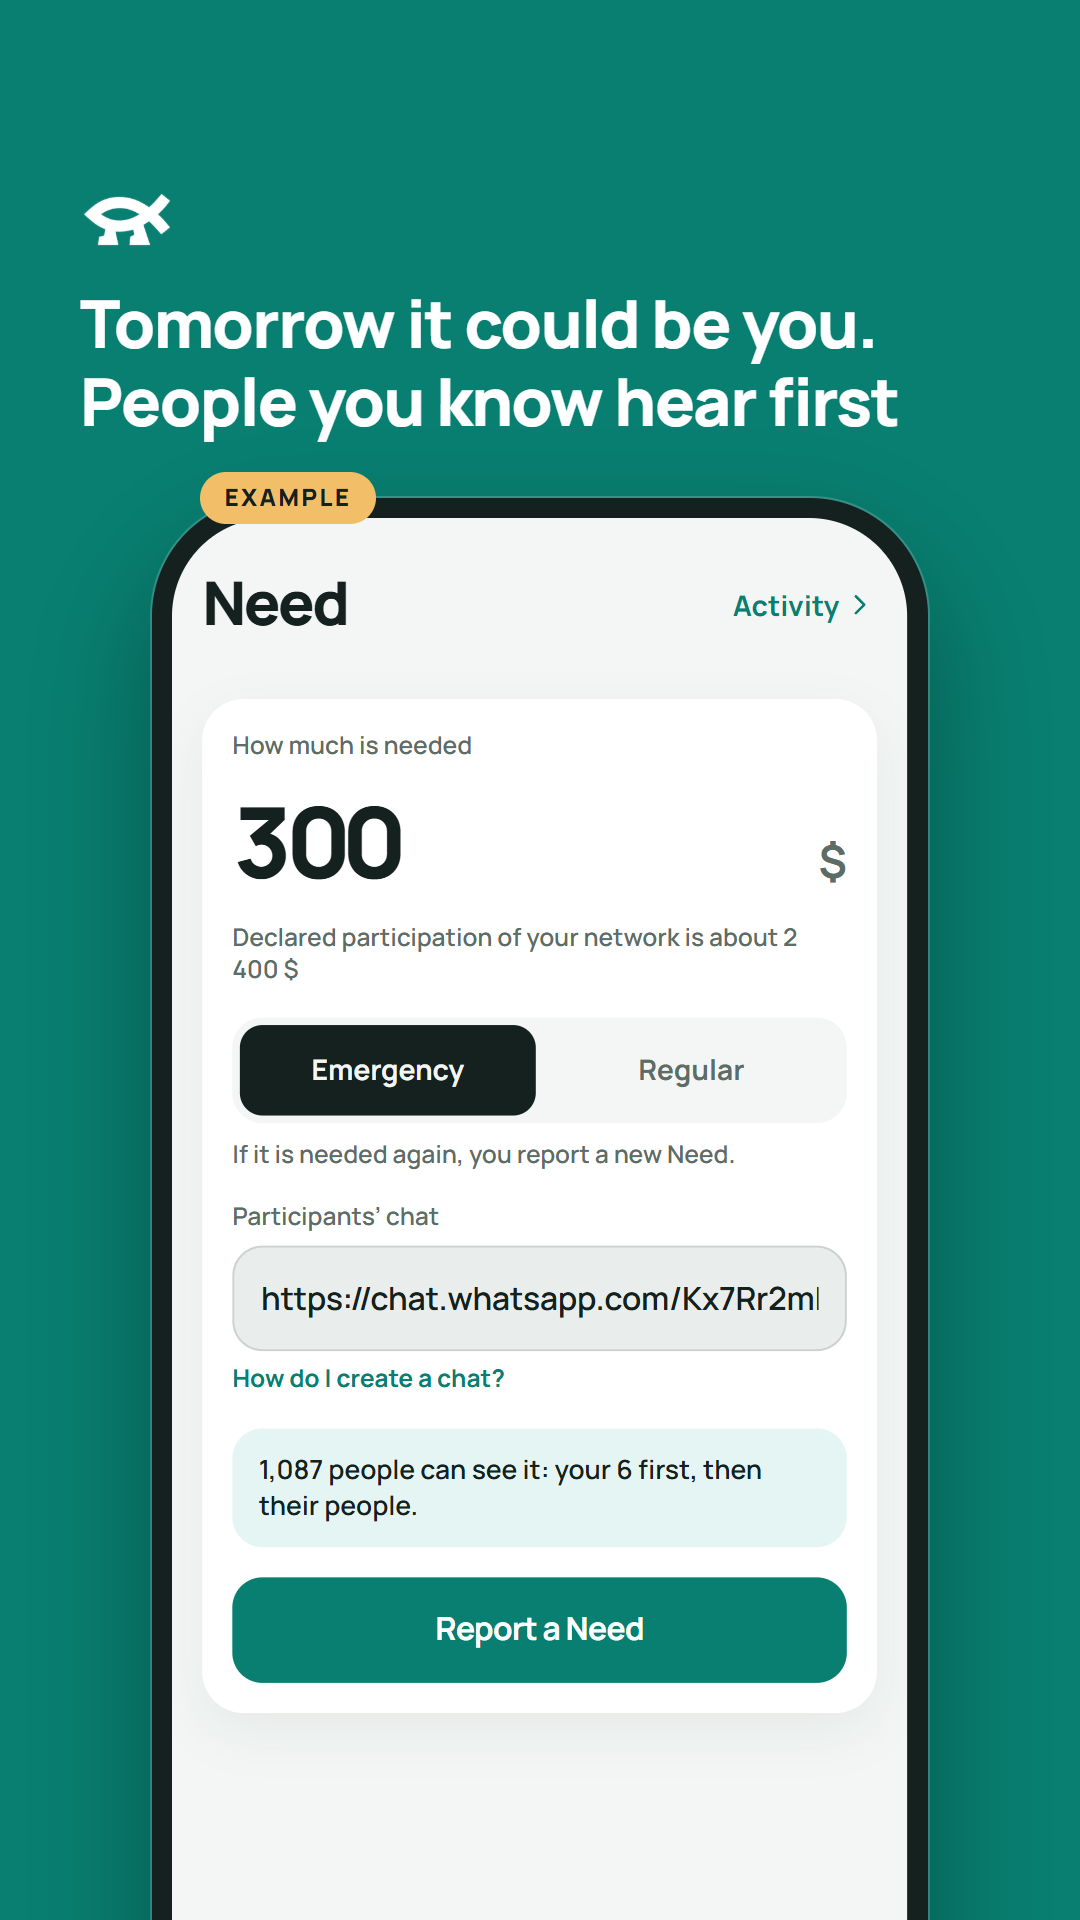 Tomorrow it could be you.
People you know hear first
EXAMPLE
Need
Activity
How much is needed
300
$
Declared participation of your network is about 2
400 $
Emergency
Regular
If it is needed again, you report a new Need.
Participants’ chat
https://chat.whatsapp.com/Kx7Rr2m
How do I create a chat?
1,087 people can see it: your 6 first, then
their people.
Report a Need